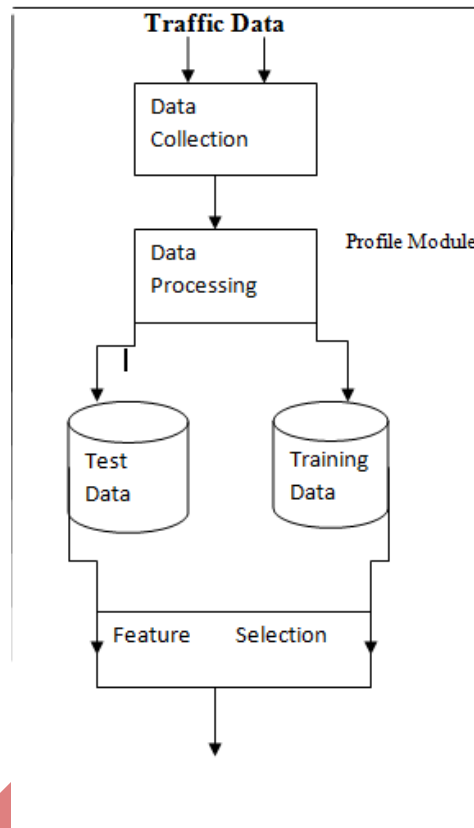 Traffic Data
Data
Collection
Data
Processing
Profile Module
Test
Data
Training
Data
Feature Selection